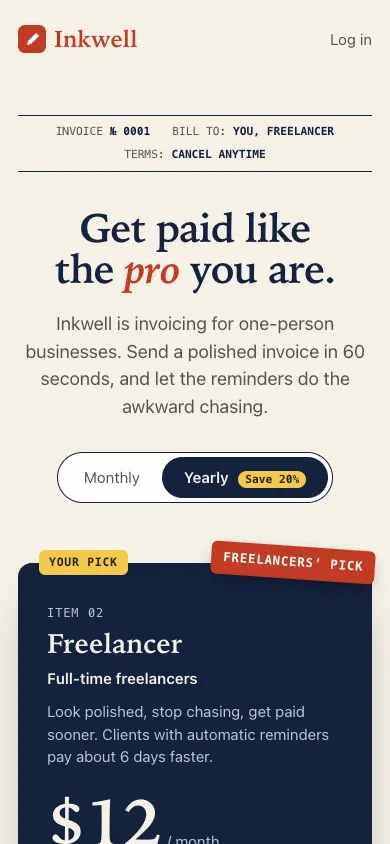 Inkwell
Log in
INVOICE № 0001 BILL TO: YOU, FREELANCER
TERMS: CANCEL ANYTIME
Get paid like
the pro you are.
Inkwell is invoicing for one-person
businesses. Send a polished invoice in 60
seconds, and let the reminders do the
awkward chasing.
Monthly
Yearly Save 20%
YOUR PICK
FREELANCERS’ PICK
ITEM 02
Freelancer
Full-time freelancers
Look polished, stop chasing, get paid
sooner. Clients with automatic reminders
pay about 6 days faster.
$12 / month